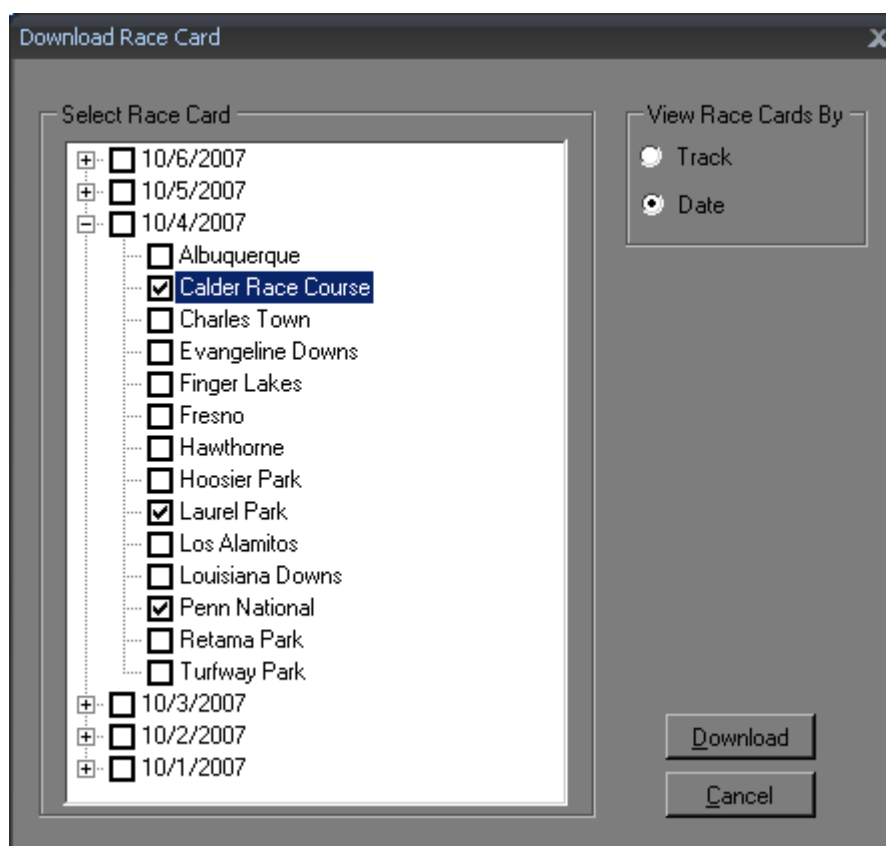 Download Race Card
Select Race Card
10/6/2007
10/5/2007
10/4/2007
Albuquerque
Calder Race Course
Charles Town
Evangeline Downs
Finger Lakes
Fresno
Hawthorne
Hoosier Park
Laurel Park
Los Alamitos
Louisiana Downs
Penn National
Retama Park
Turfway Park
10/3/2007
10/2/2007
10/1/2007
View Race Cards By
Track
Date
Download
Cancel